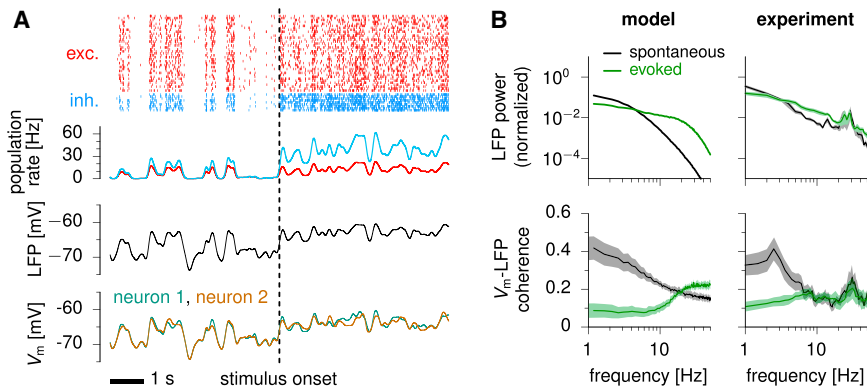 A
exc.
inh.
population
rate [Hz]
60
30
0
LFP [mV]
−60
−70
Vm [mV]
-60
-70
neuron 1, neuron 2
1 s
stimulus onset
B
model
experiment
spontaneous
evoked
LFP power
(normalized)
10^0
10^−2
10^−4
Vm-LFP
coherence
0.6
0.4
0.2
0
1
10
1
10
frequency [Hz]
frequency [Hz]